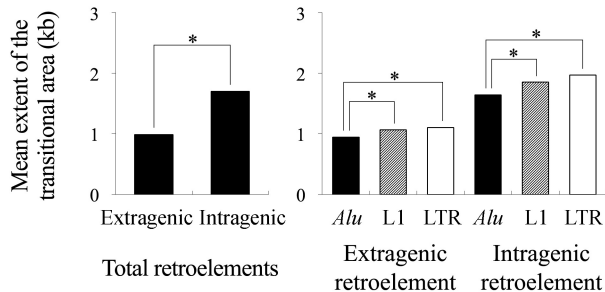 Mean extent of the
transitional area (kb)
3
2
1
0
*
Extragenic Intragenic
Total retroelements
3
2
1
0
*
*
*
*
Alu L1 LTR Alu L1 LTR
Extragenic
retroelement
Intragenic
retroelement